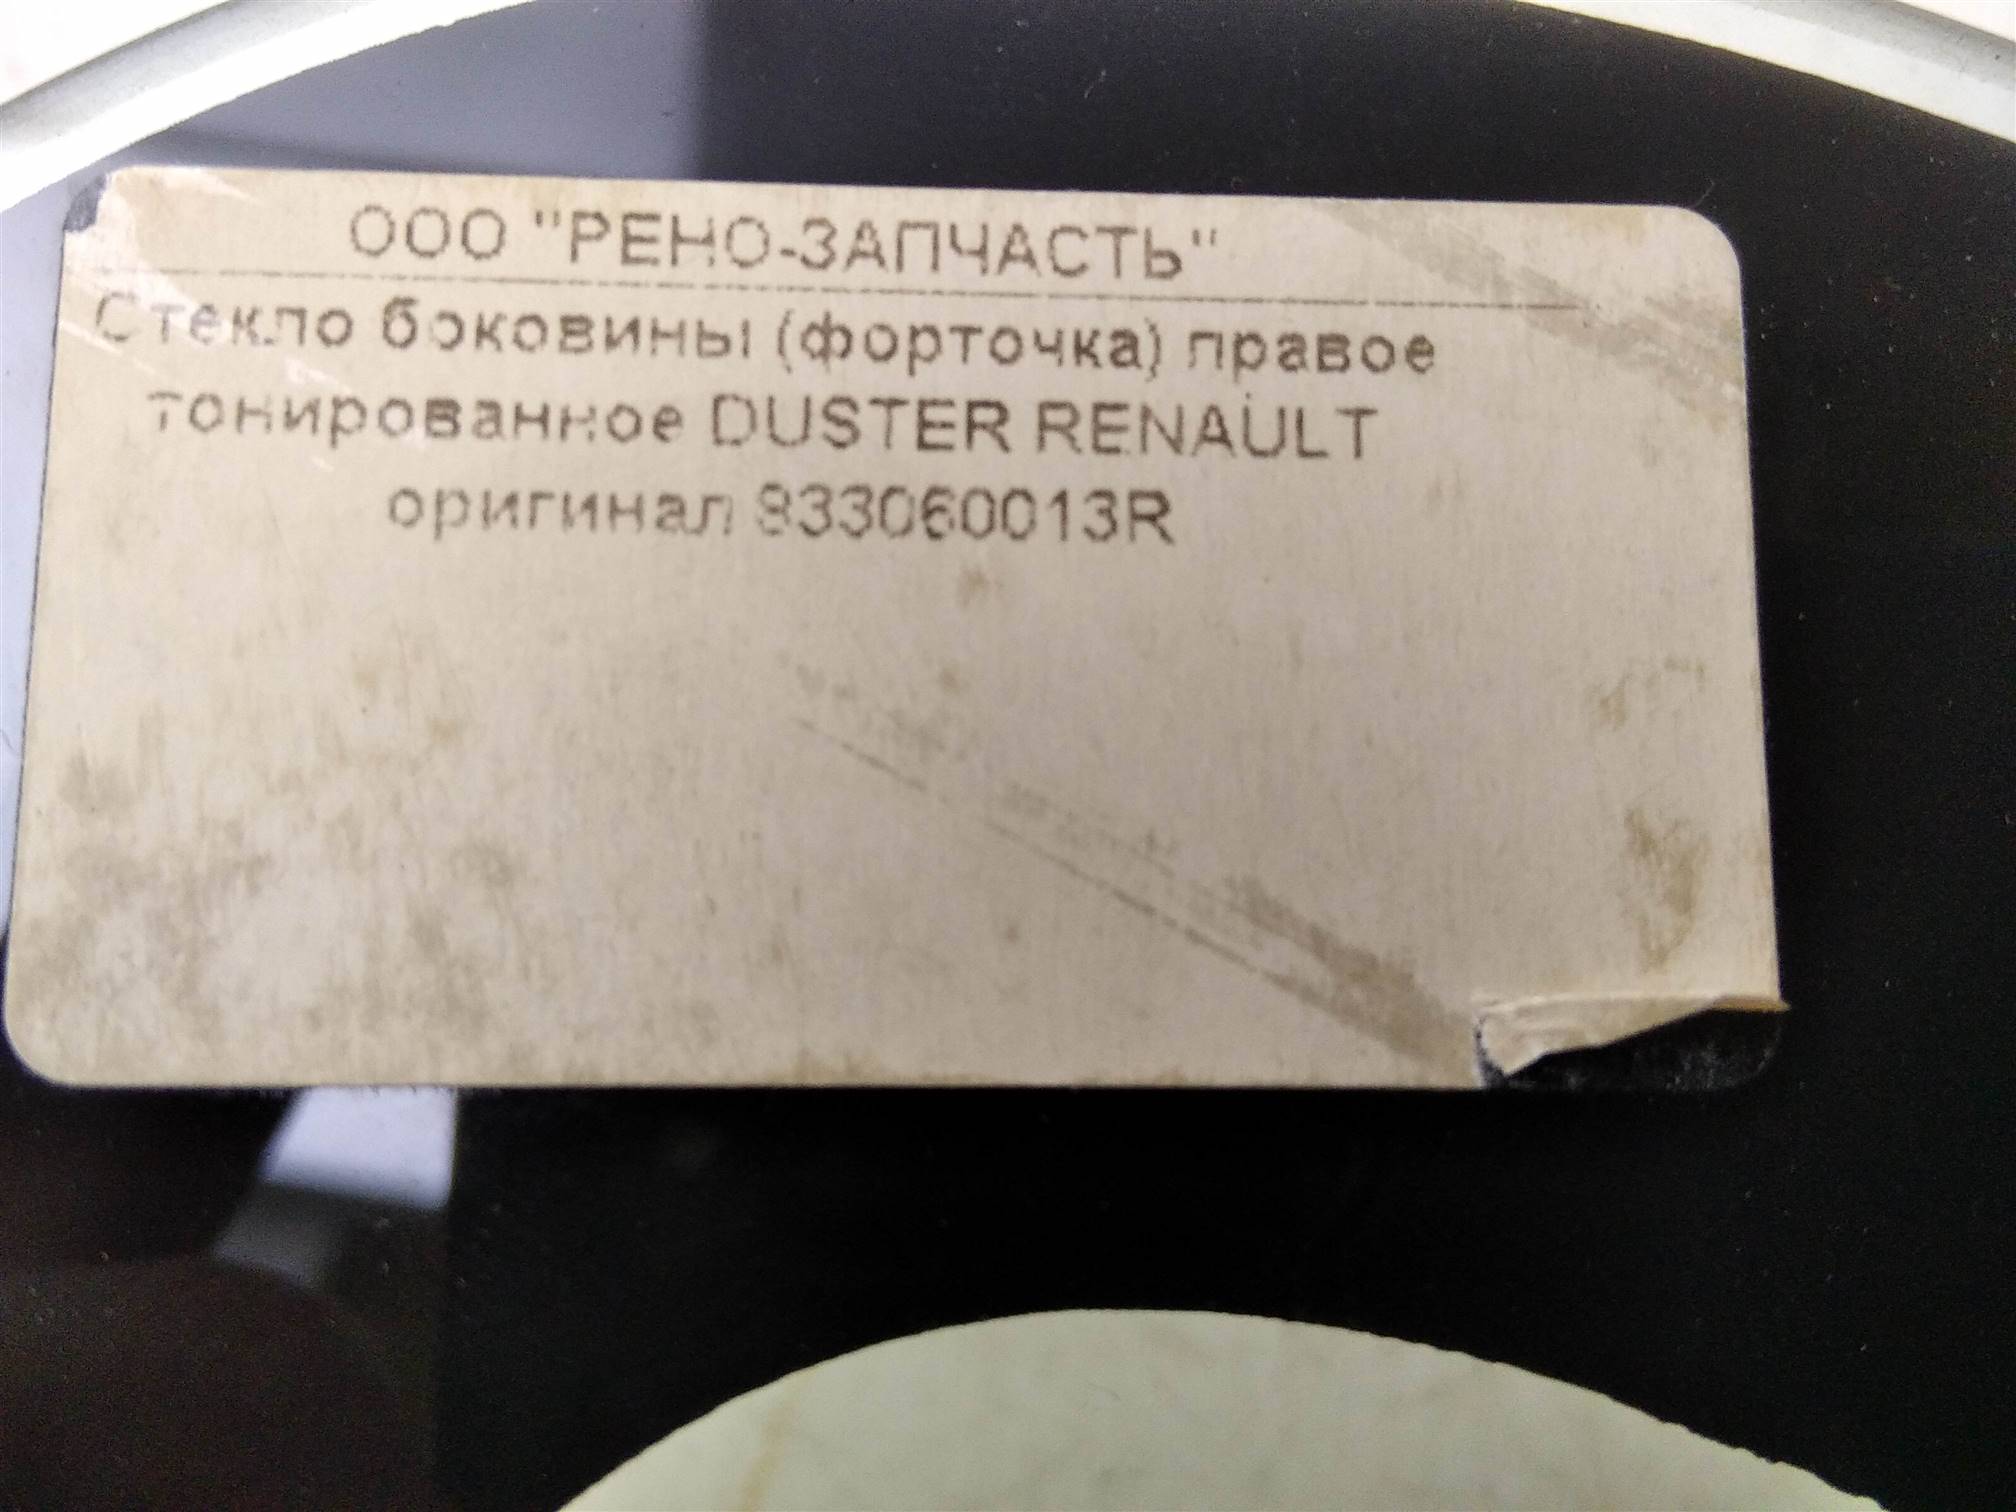 ООО "РЕНО-ЗАПЧАСТЬ"
Стекло боковины (форточка) правое
тонированное DUSTER RENAULT
оригинал 833060013R